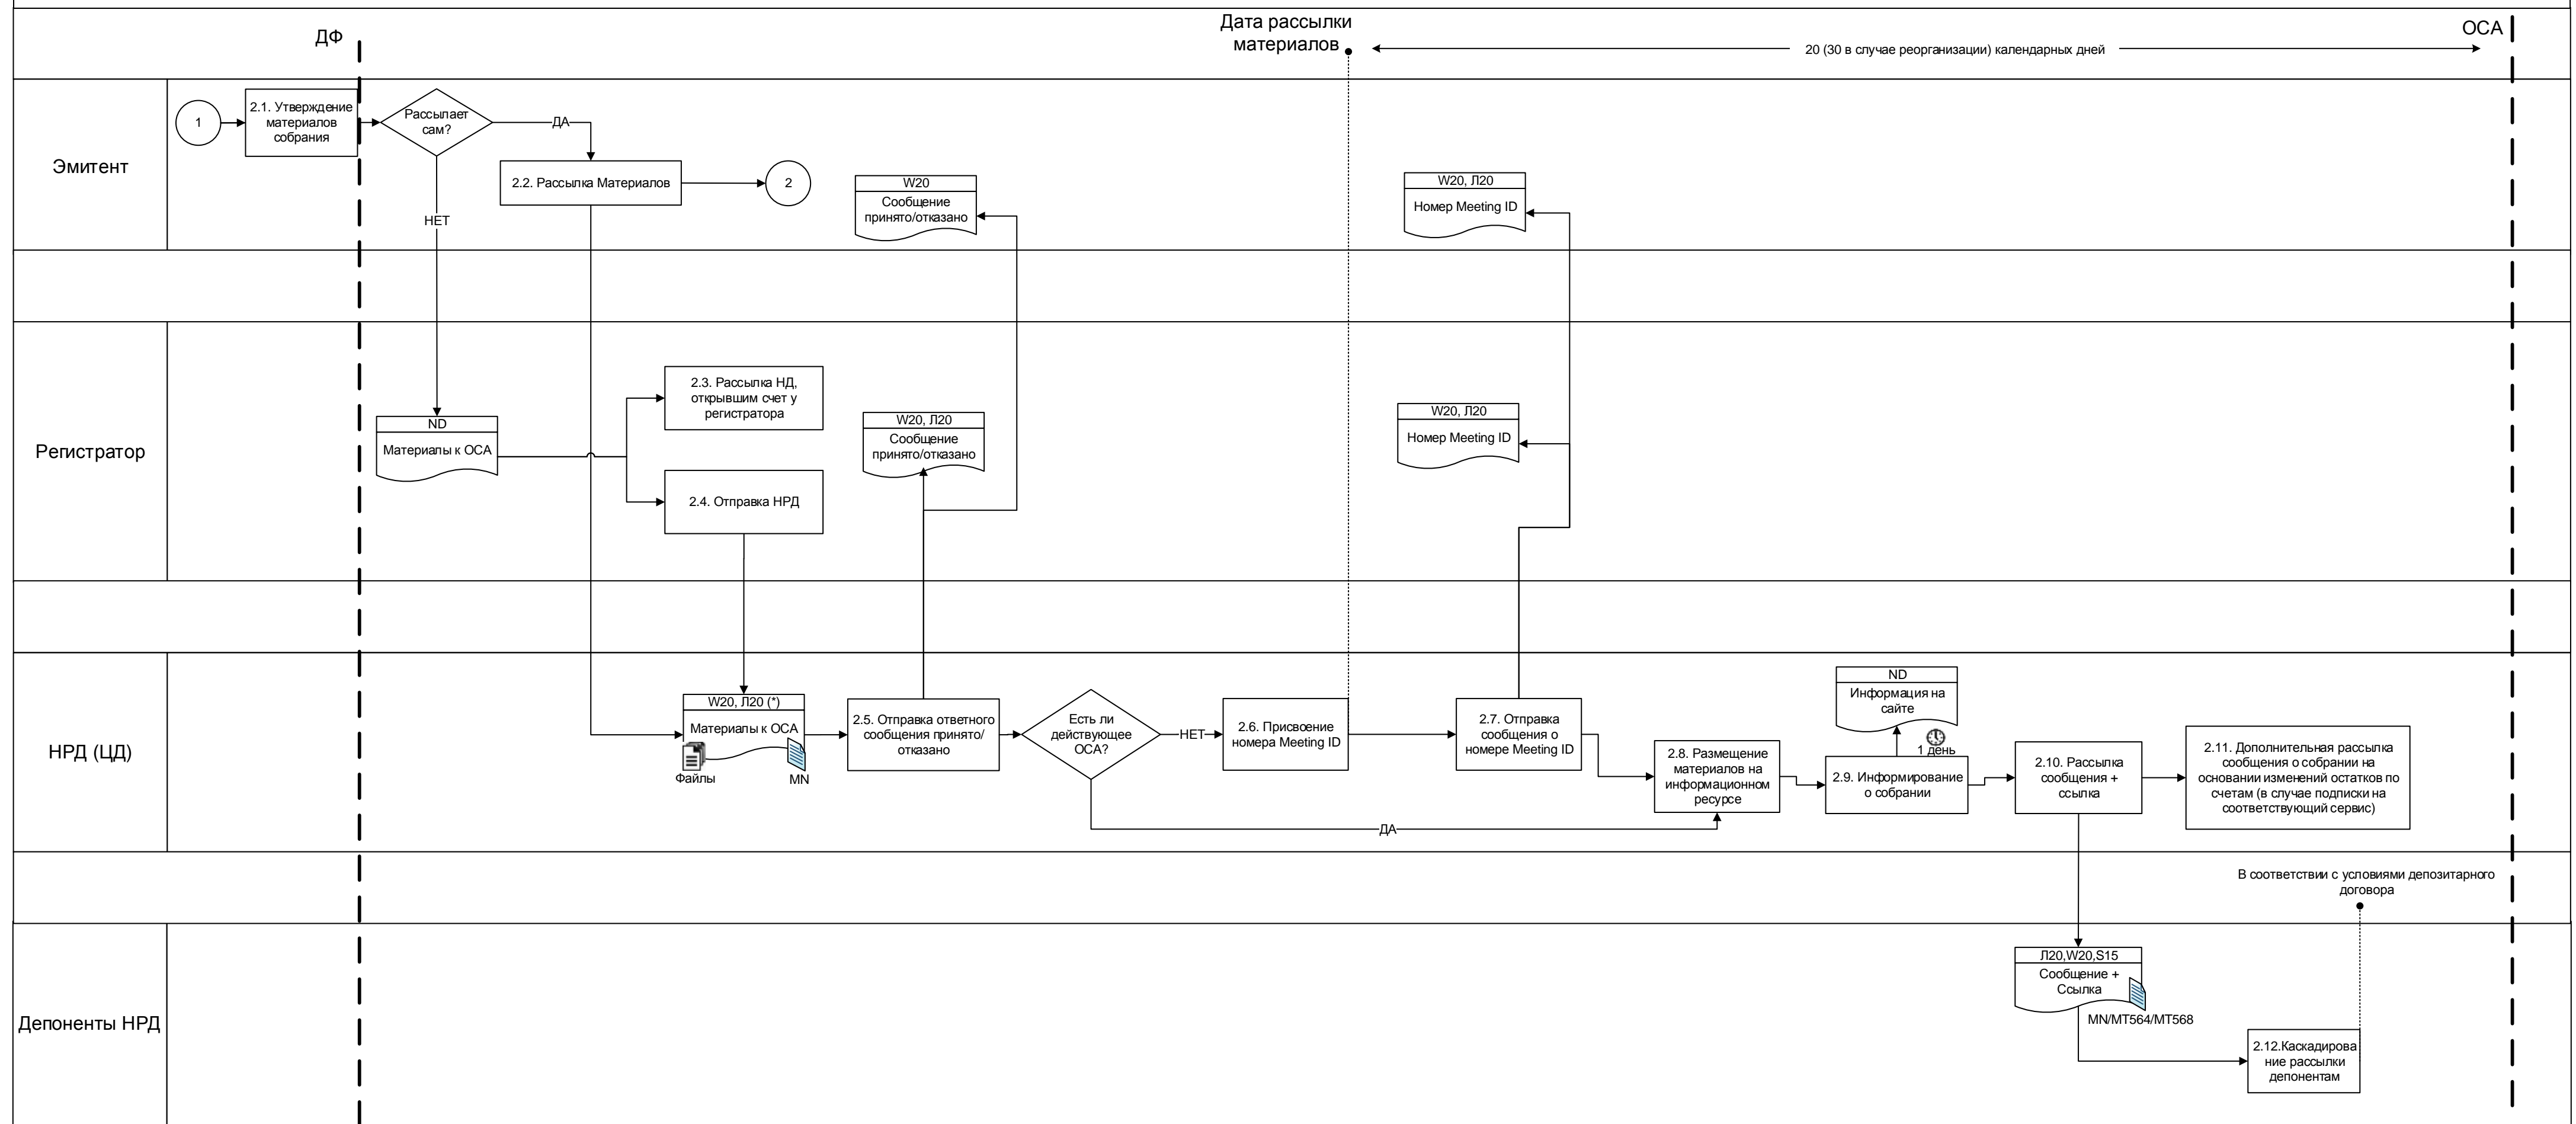 ДФ
Дата рассылки
материалов
20 (30 в случае реорганизации) календарных дней
ОСА
Эмитент
1
2.1. Утверждение
материалов
собрания
Рассылает
сам?
ДА
НЕТ
2.2. Рассылка Материалов
2
W20
Сообщение
принято/отказано
W20, Л20
Номер Meeting ID
Регистратор
ND
Материалы к ОСА
2.3. Рассылка НД,
открывшим счет у
регистратора
2.4. Отправка НРД
W20, Л20
Сообщение
принято/отказано
W20, Л20
Номер Meeting ID
НРД (ЦД)
W20, Л20 (*)
Материалы к ОСА
Файлы
MN
2.5. Отправка ответного
сообщения принято/
отказано
Есть ли
действующее
ОСА?
НЕТ
ДА
2.6. Присвоение
номера Meeting ID
2.7. Отправка
сообщения о
номере Meeting ID
2.8. Размещение
материалов на
информационном
ресурсе
ND
Информация на
сайте
1 день
2.9. Информирование
о собрании
2.10. Рассылка
сообщения +
ссылка
2.11. Дополнительная рассылка
сообщения о собрании на
основании изменений остатков по
счетам (в случае подписки на
соответствующий сервис)
В соответствии с условиями депозитарного
договора
Депоненты НРД
Л20,W20,S15
Сообщение +
Ссылка
MN/MT564/MT568
2.12.Каскадирова
ние рассылки
депонентам